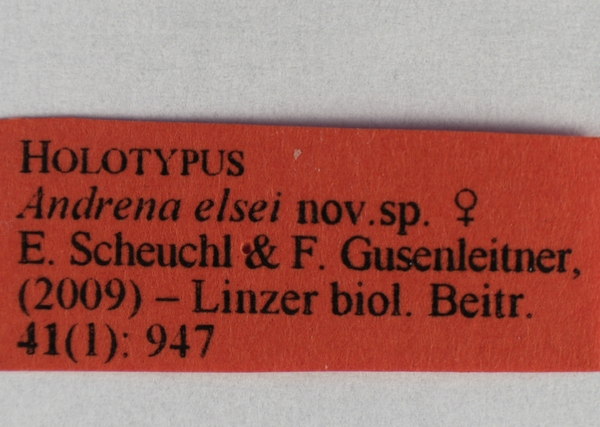 HOLOTYPUS
Andrena elsei nov.sp. ♀
E. Scheuchl & F. Gusenleitner,
(2009) – Linzer biol. Beitr.
41(1): 947